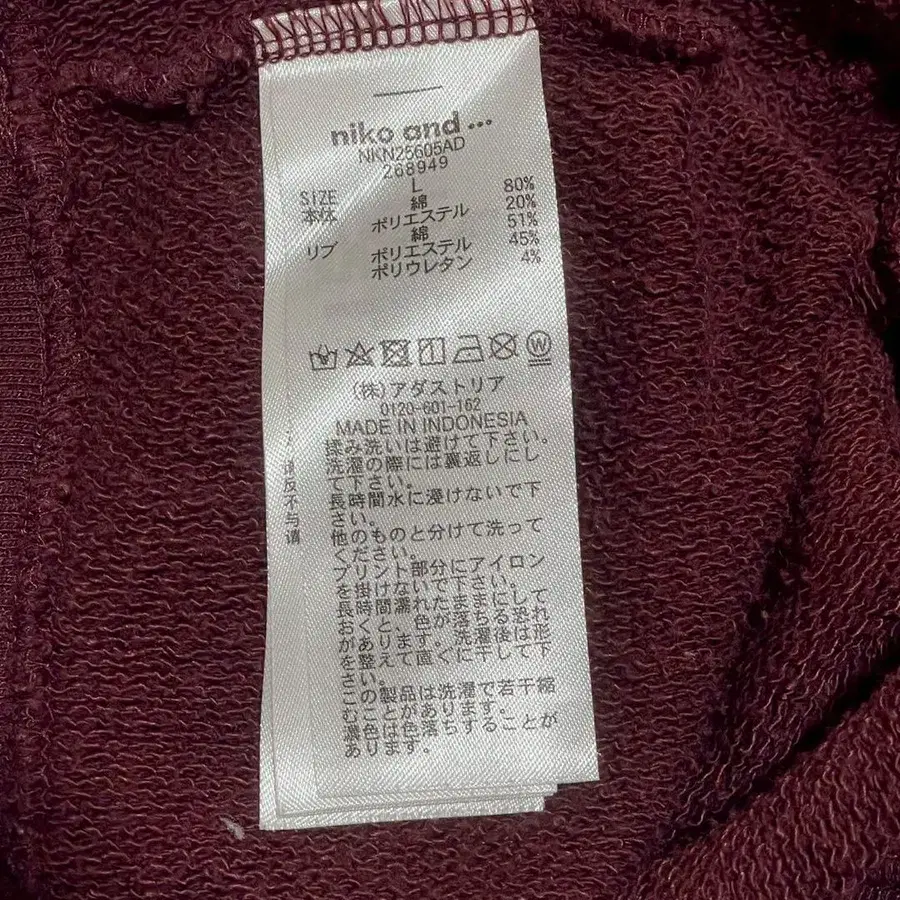 niko and ...
NKN25605AD
268949
SIZE L
本体 綿 80%
ポリエステル 20%
リブ 綿 51%
ポリエステル 45%
ポリウレタン 4%
W
(株)アダストリア
0120-601-162
MADE IN INDONESIA
揉み洗いは避けて下さい。
洗濯の際には裏返しにし
て下さい。
長時間水に浸けないで下
さい。
他のものと分けて洗って
ください。
プリント部分にアイロン
を掛けないで下さい。
長時間濡れたままにして
おくと、色が落ちる恐れ
があります。洗濯後は形
を整えて直ぐに干して下
さい。
この製品は洗濯で若干縮
むことがあります。
濃色は色落ちすることが
あります。
请反不与请